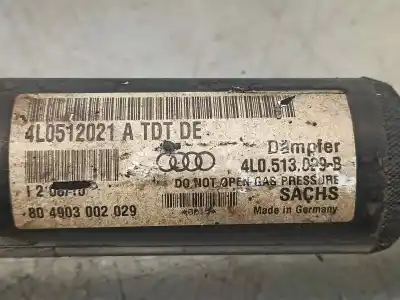 4L0512021 A TDT DE
Dämpfer
4L0.513.029-B
DO NOT OPEN GAS PRESSURE
80 4903 002 029
SACHS
Made in Germany